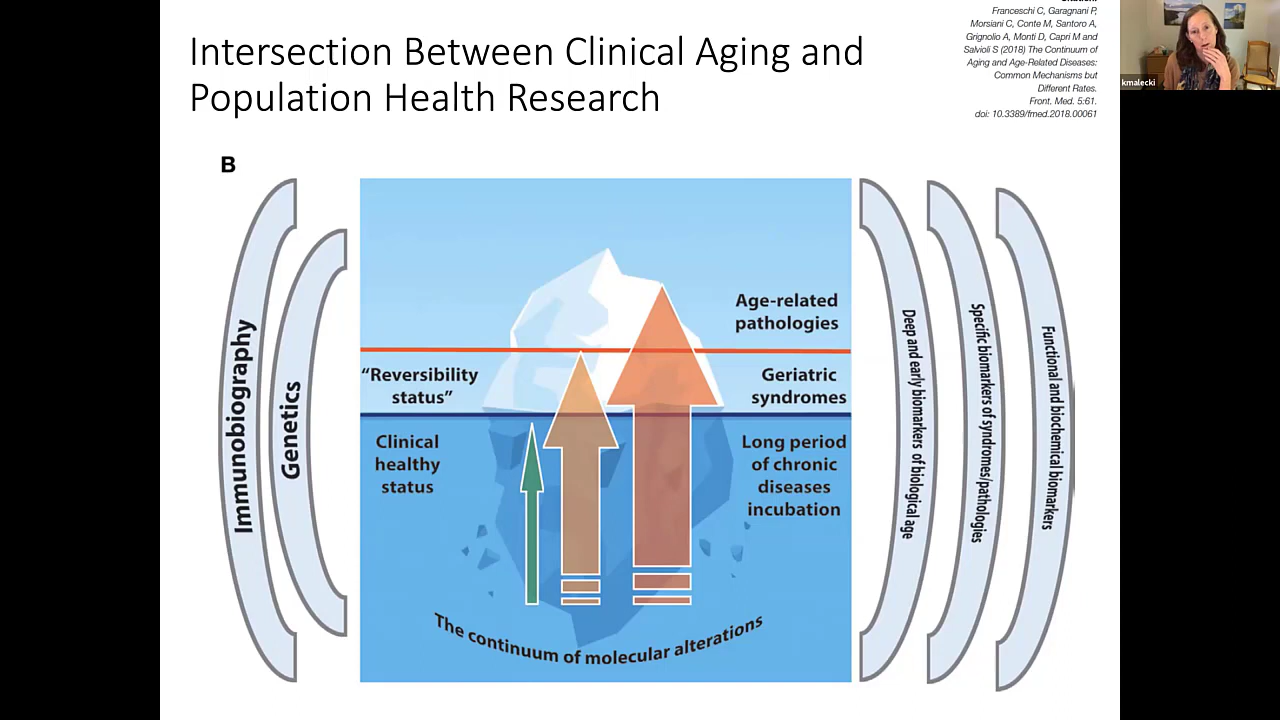 Intersection Between Clinical Aging and
Population Health Research
Franceschi C, Garagnani P,
Morsiani C, Conte M, Santoro A,
Grignolio A, Monti D, Capri M and
Salvioli S (2018) The Continuum of
Aging and Age-Related Diseases:
Common Mechanisms but
Different Rates.
Front. Med. 5:61.
doi: 10.3389/fmed.2018.00061
kmalecki
B
Immunobiography
Genetics
Age-related
pathologies
"Reversibility
status"
Geriatric
syndromes
Clinical
healthy
status
Long period
of chronic
diseases
incubation
The continuum of molecular alterations
Deep and early biomarkers of biological age
Specific biomarkers of syndromes/pathologies
Functional and biochemical biomarkers